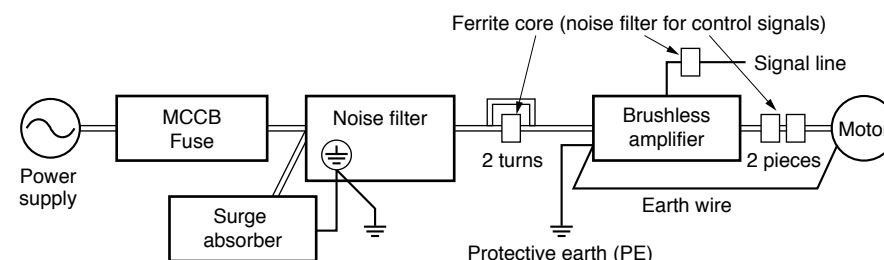 Ferrite core (noise filter for control signals)
Signal line
MCCB
Fuse
Noise filter
Brushless
amplifier
Motor
2 turns
2 pieces
Power
supply
Surge
absorber
Earth wire
Protective earth (PE)